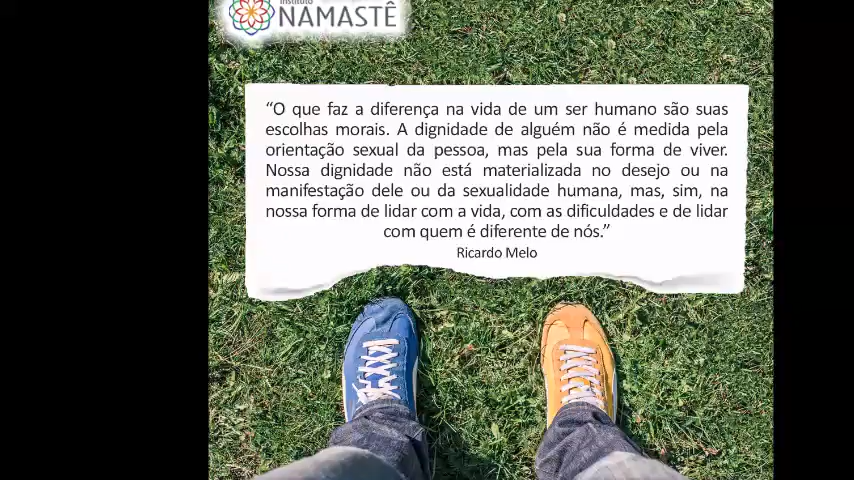 Instituto
NAMASTÊ
“O que faz a diferença na vida de um ser humano são suas
escolhas morais. A dignidade de alguém não é medida pela
orientação sexual da pessoa, mas pela sua forma de viver.
Nossa dignidade não está materializada no desejo ou na
manifestação dele ou da sexualidade humana, mas, sim, na
nossa forma de lidar com a vida, com as dificuldades e de lidar
com quem é diferente de nós.”
Ricardo Melo